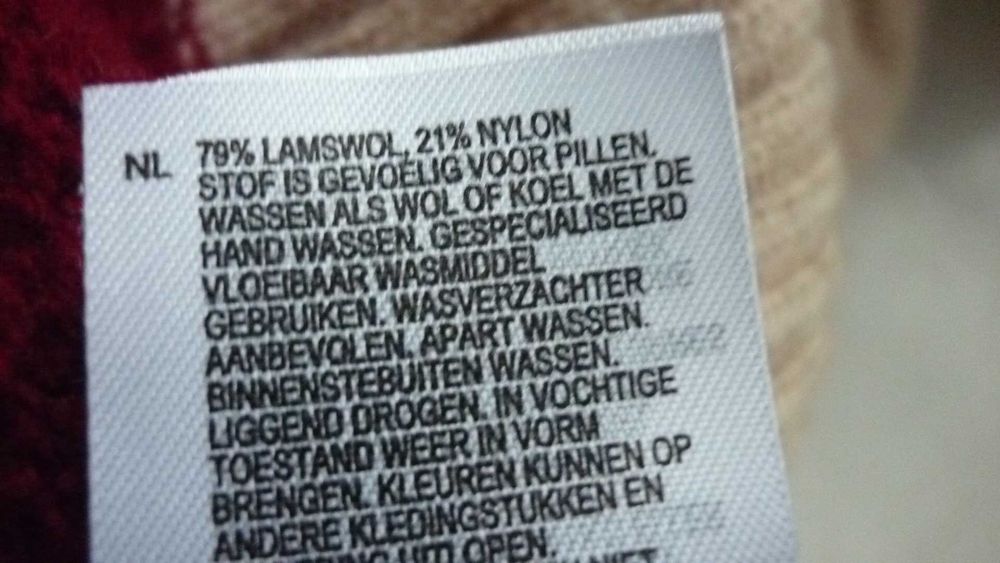 NL 79% LAMSWOL, 21% NYLON
STOF IS GEVOELIG VOOR PILLEN.
WASSEN ALS WOL OF KOEL MET DE
HAND WASSEN. GESPECIALISEERD
VLOEIBAAR WASMIDDEL
GEBRUIKEN. WASVERZACHTER
AANBEVOLEN. APART WASSEN.
BINNENSTEBUITEN WASSEN.
LIGGEND DROGEN. IN VOCHTIGE
TOESTAND WEER IN VORM
BRENGEN. KLEUREN KUNNEN OP
ANDERE KLEDINGSTUKKEN EN
OPEN.
NIET